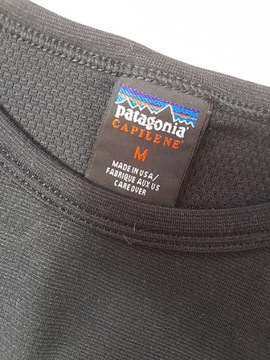 patagonia®
CAPILENE®
M
MADE IN USA/
FABRIQUE AUX US
CARE OVER